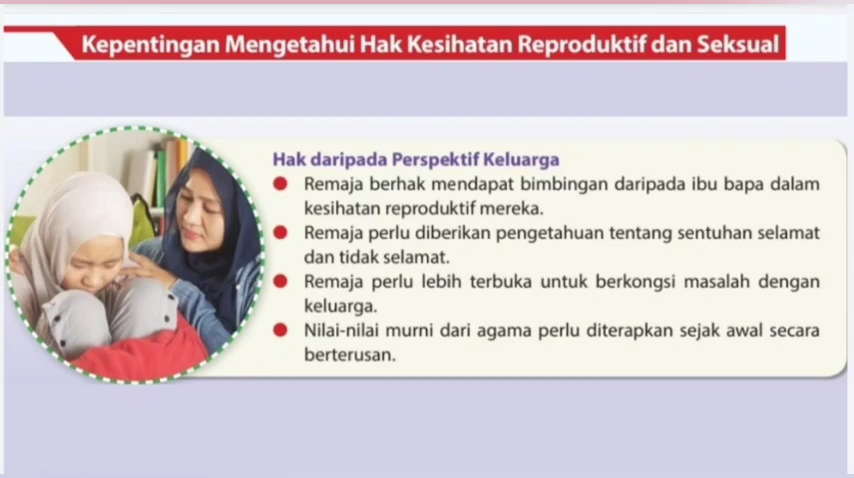 Kepentingan Mengetahui Hak Kesihatan Reproduktif dan Seksual
Hak daripada Perspektif Keluarga
Remaja berhak mendapat bimbingan daripada ibu bapa dalam
kesihatan reproduktif mereka.
Remaja perlu diberikan pengetahuan tentang sentuhan selamat
dan tidak selamat.
Remaja perlu lebih terbuka untuk berkongsi masalah dengan
keluarga.
Nilai-nilai murni dari agama perlu diterapkan sejak awal secara
berterusan.